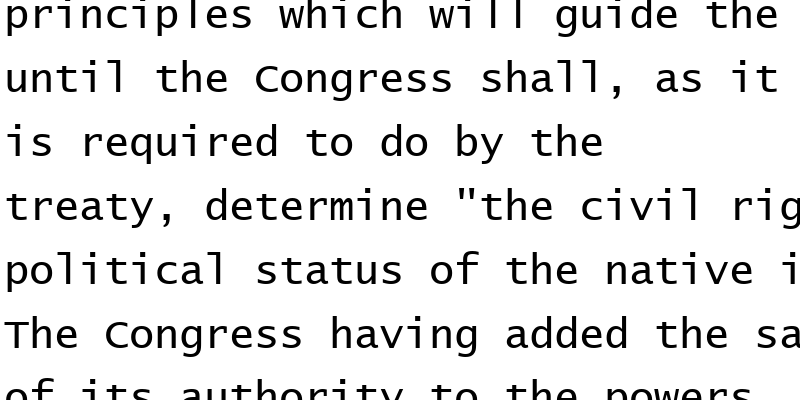 principles which will guide the
until the Congress shall, as it
is required to do by the
treaty, determine "the civil rig
political status of the native i
The Congress having added the sa
of its authority to the powers